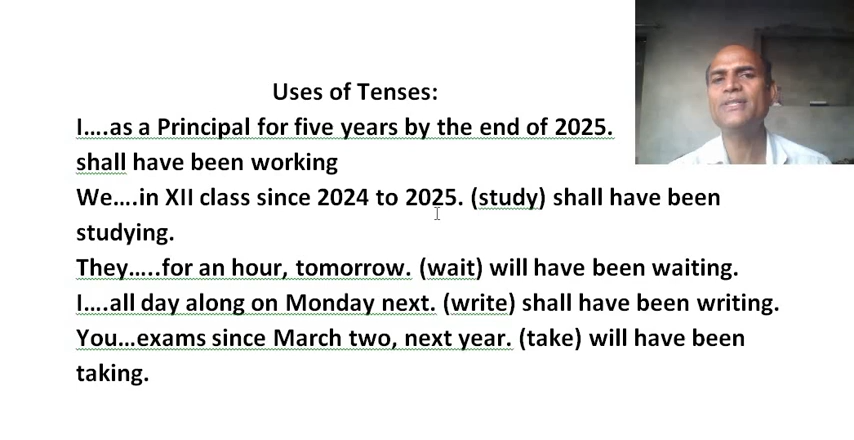 Uses of Tenses:
I....as a Principal for five years by the end of 2025.
shall have been working
We....in XII class since 2024 to 2025. (study) shall have been
studying.
They.....for an hour, tomorrow. (wait) will have been waiting.
I....all day along on Monday next. (write) shall have been writing.
You...exams since March two, next year. (take) will have been
taking.